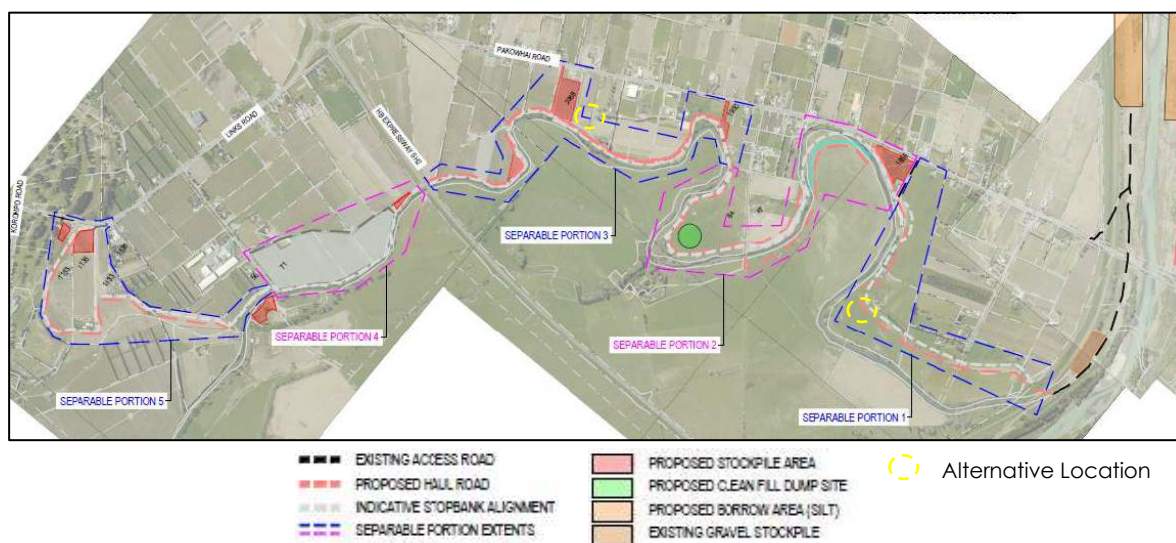 PAKOWHAI ROAD
LINKS ROAD
HB EXPRESSWAY SH2
KOROKIPO ROAD
SEPARABLE PORTION 3
SEPARABLE PORTION 4
SEPARABLE PORTION 2
SEPARABLE PORTION 5
SEPARABLE PORTION 1
EXISTING ACCESS ROAD
PROPOSED HAUL ROAD
INDICATIVE STOPBANK ALIGNMENT
SEPARABLE PORTION EXTENTS
PROPOSED STOCKPILE AREA
PROPOSED CLEAN FILL DUMP SITE
PROPOSED BORROW AREA (SILT)
EXISTING GRAVEL STOCKPILE
Alternative Location